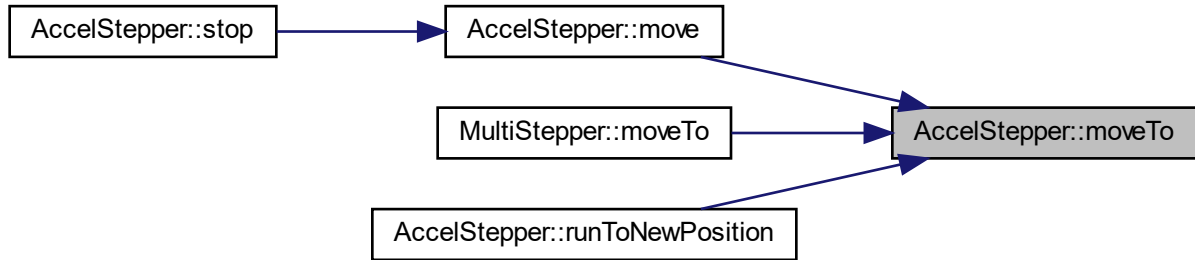 AccelStepper::stop
AccelStepper::move
MultiStepper::moveTo
AccelStepper::moveTo
AccelStepper::runToNewPosition